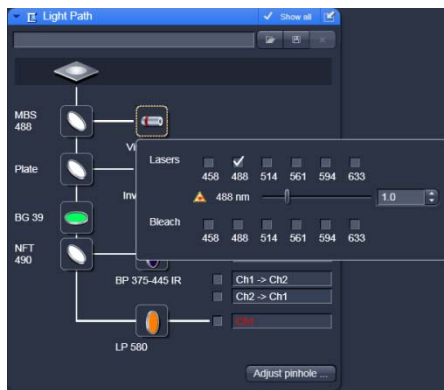 Light Path
Show all
MBS
488
Vi
Plate
Inv
BG 39
NFT
490
Lasers
458 488 514 561 594 633
488 nm 1.0
Bleach
458 488 514 561 594 633
BP 375-445 IR
Ch1 -> Ch2
Ch2 -> Ch1
LP 580
Adjust pinhole ...